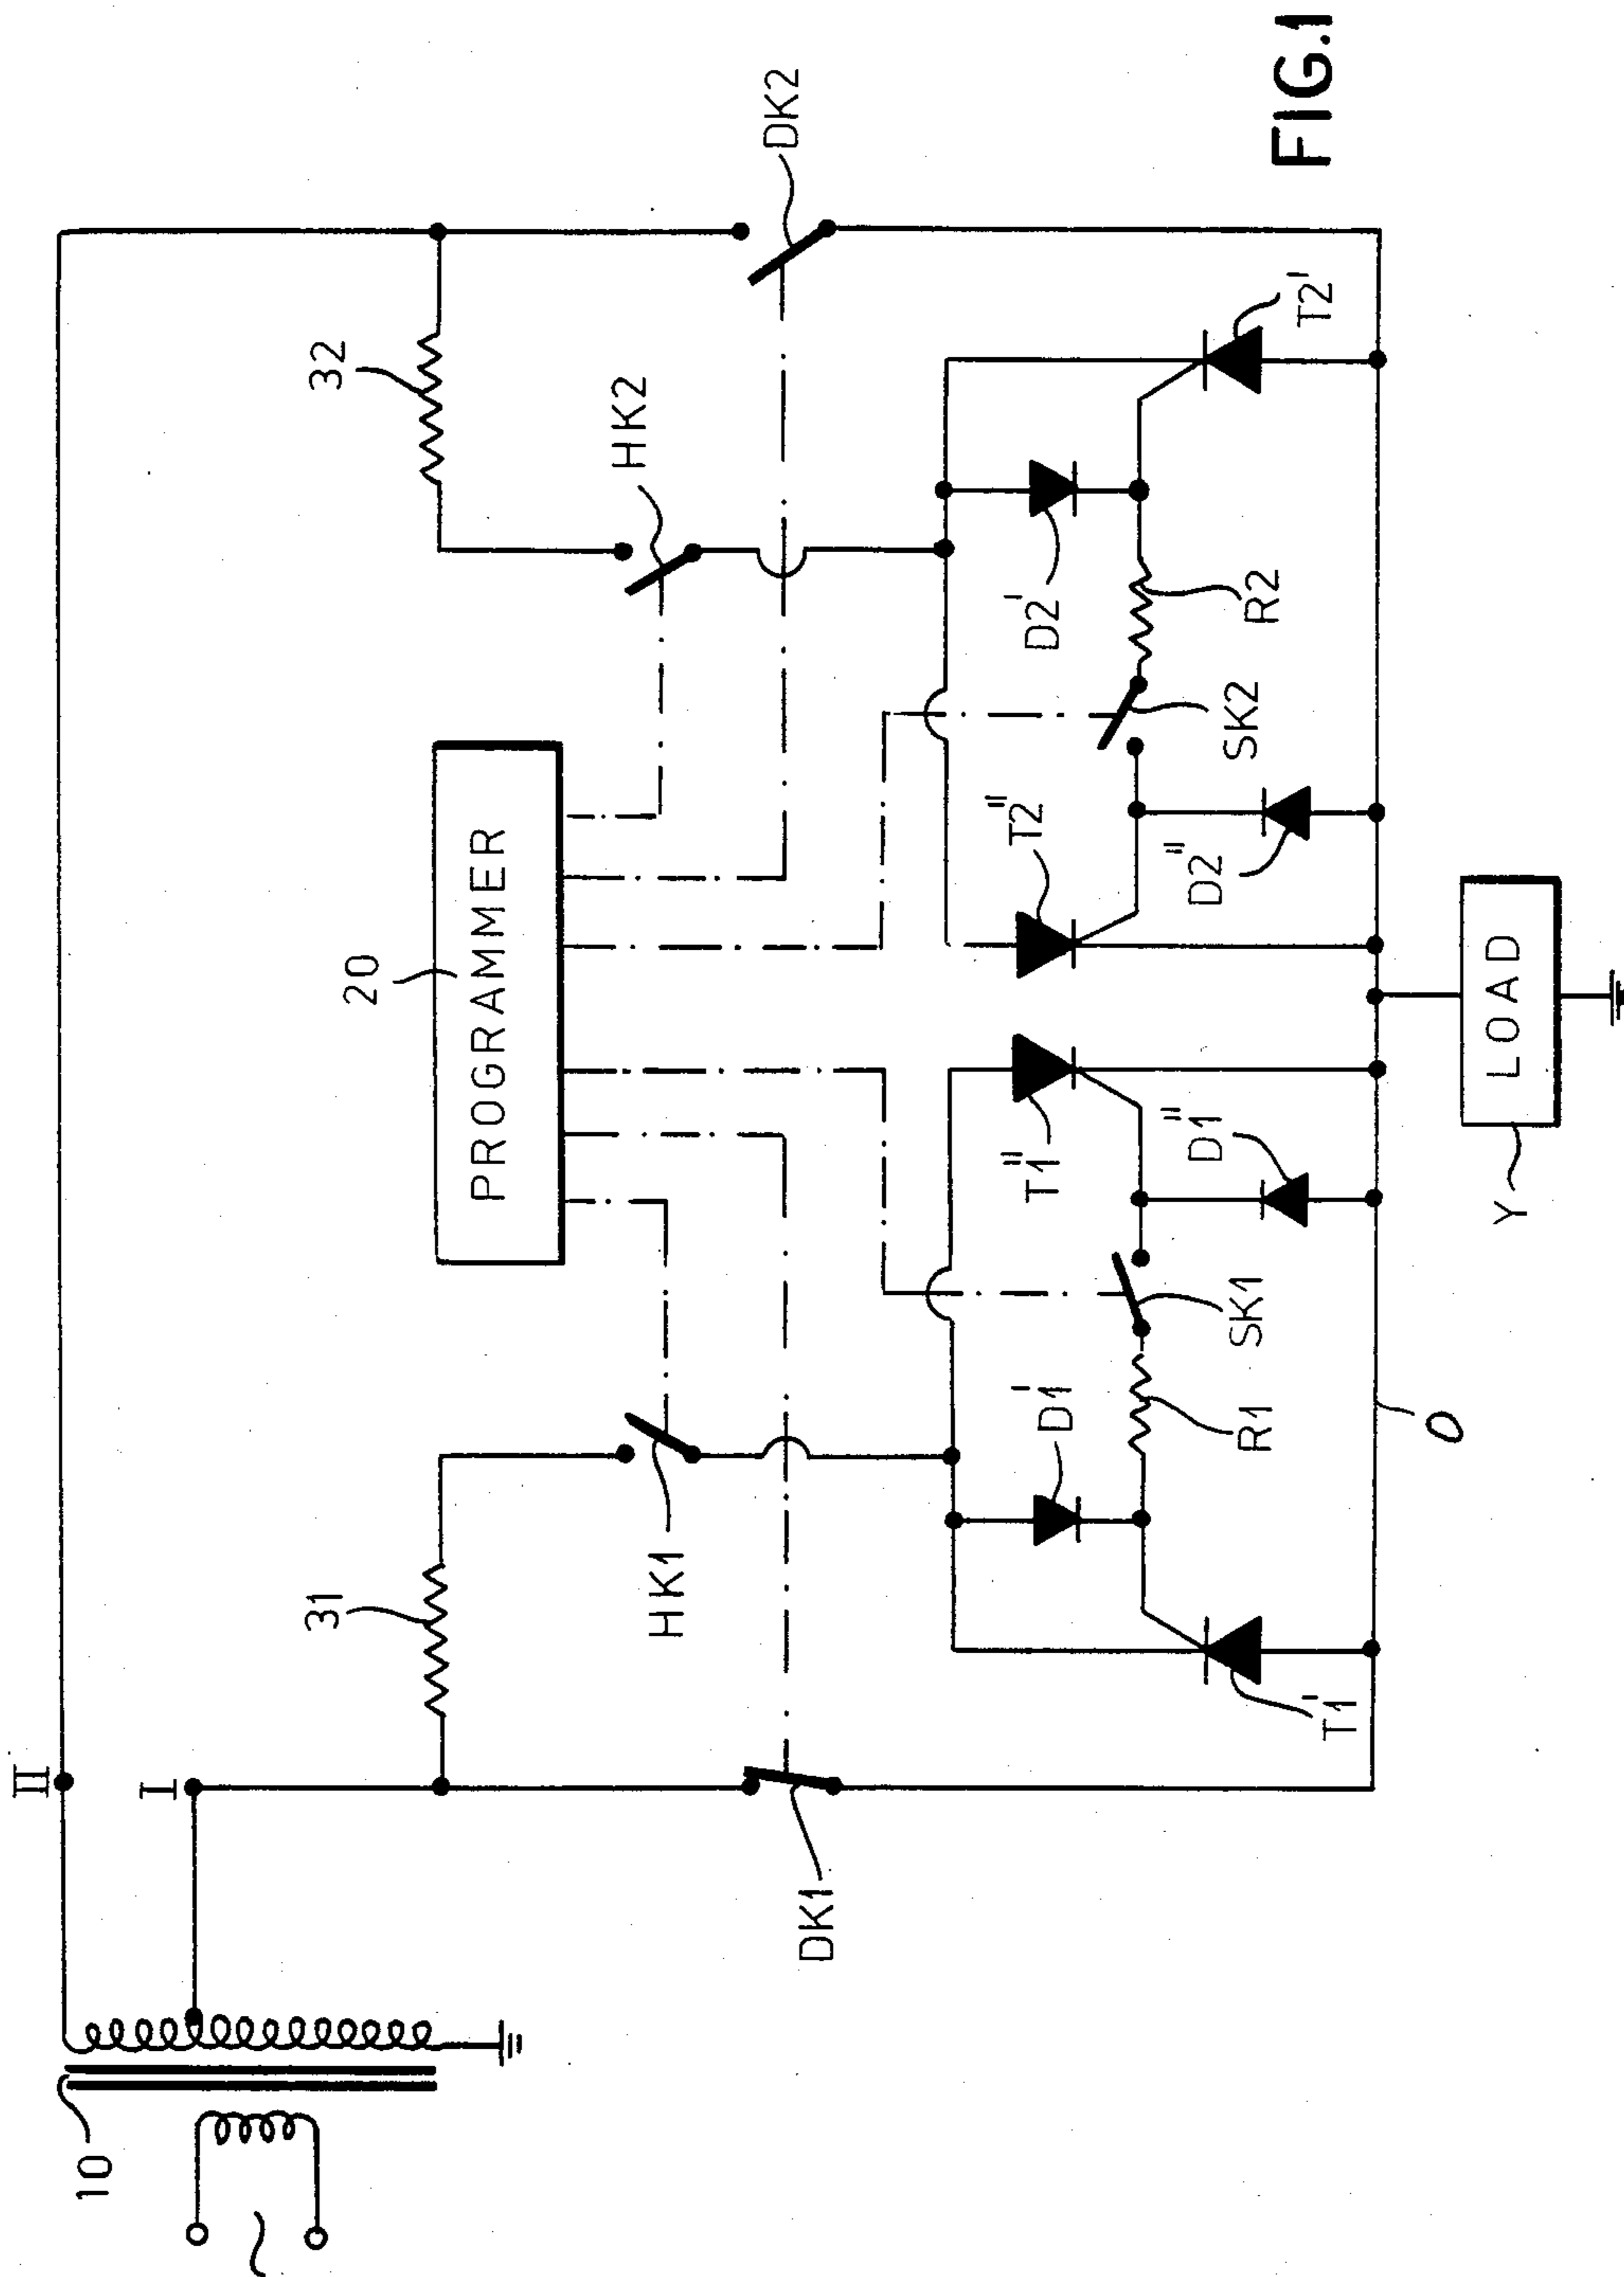 10
II
I
31
32
20
PROGRAMMER
HK1
HK2
DK1
DK2
T1'
D1'
R1
SK1
T1"
D1"
T2"
D2"
SK2
D2'
R2
T2'
O
Y
LOAD
FIG.1